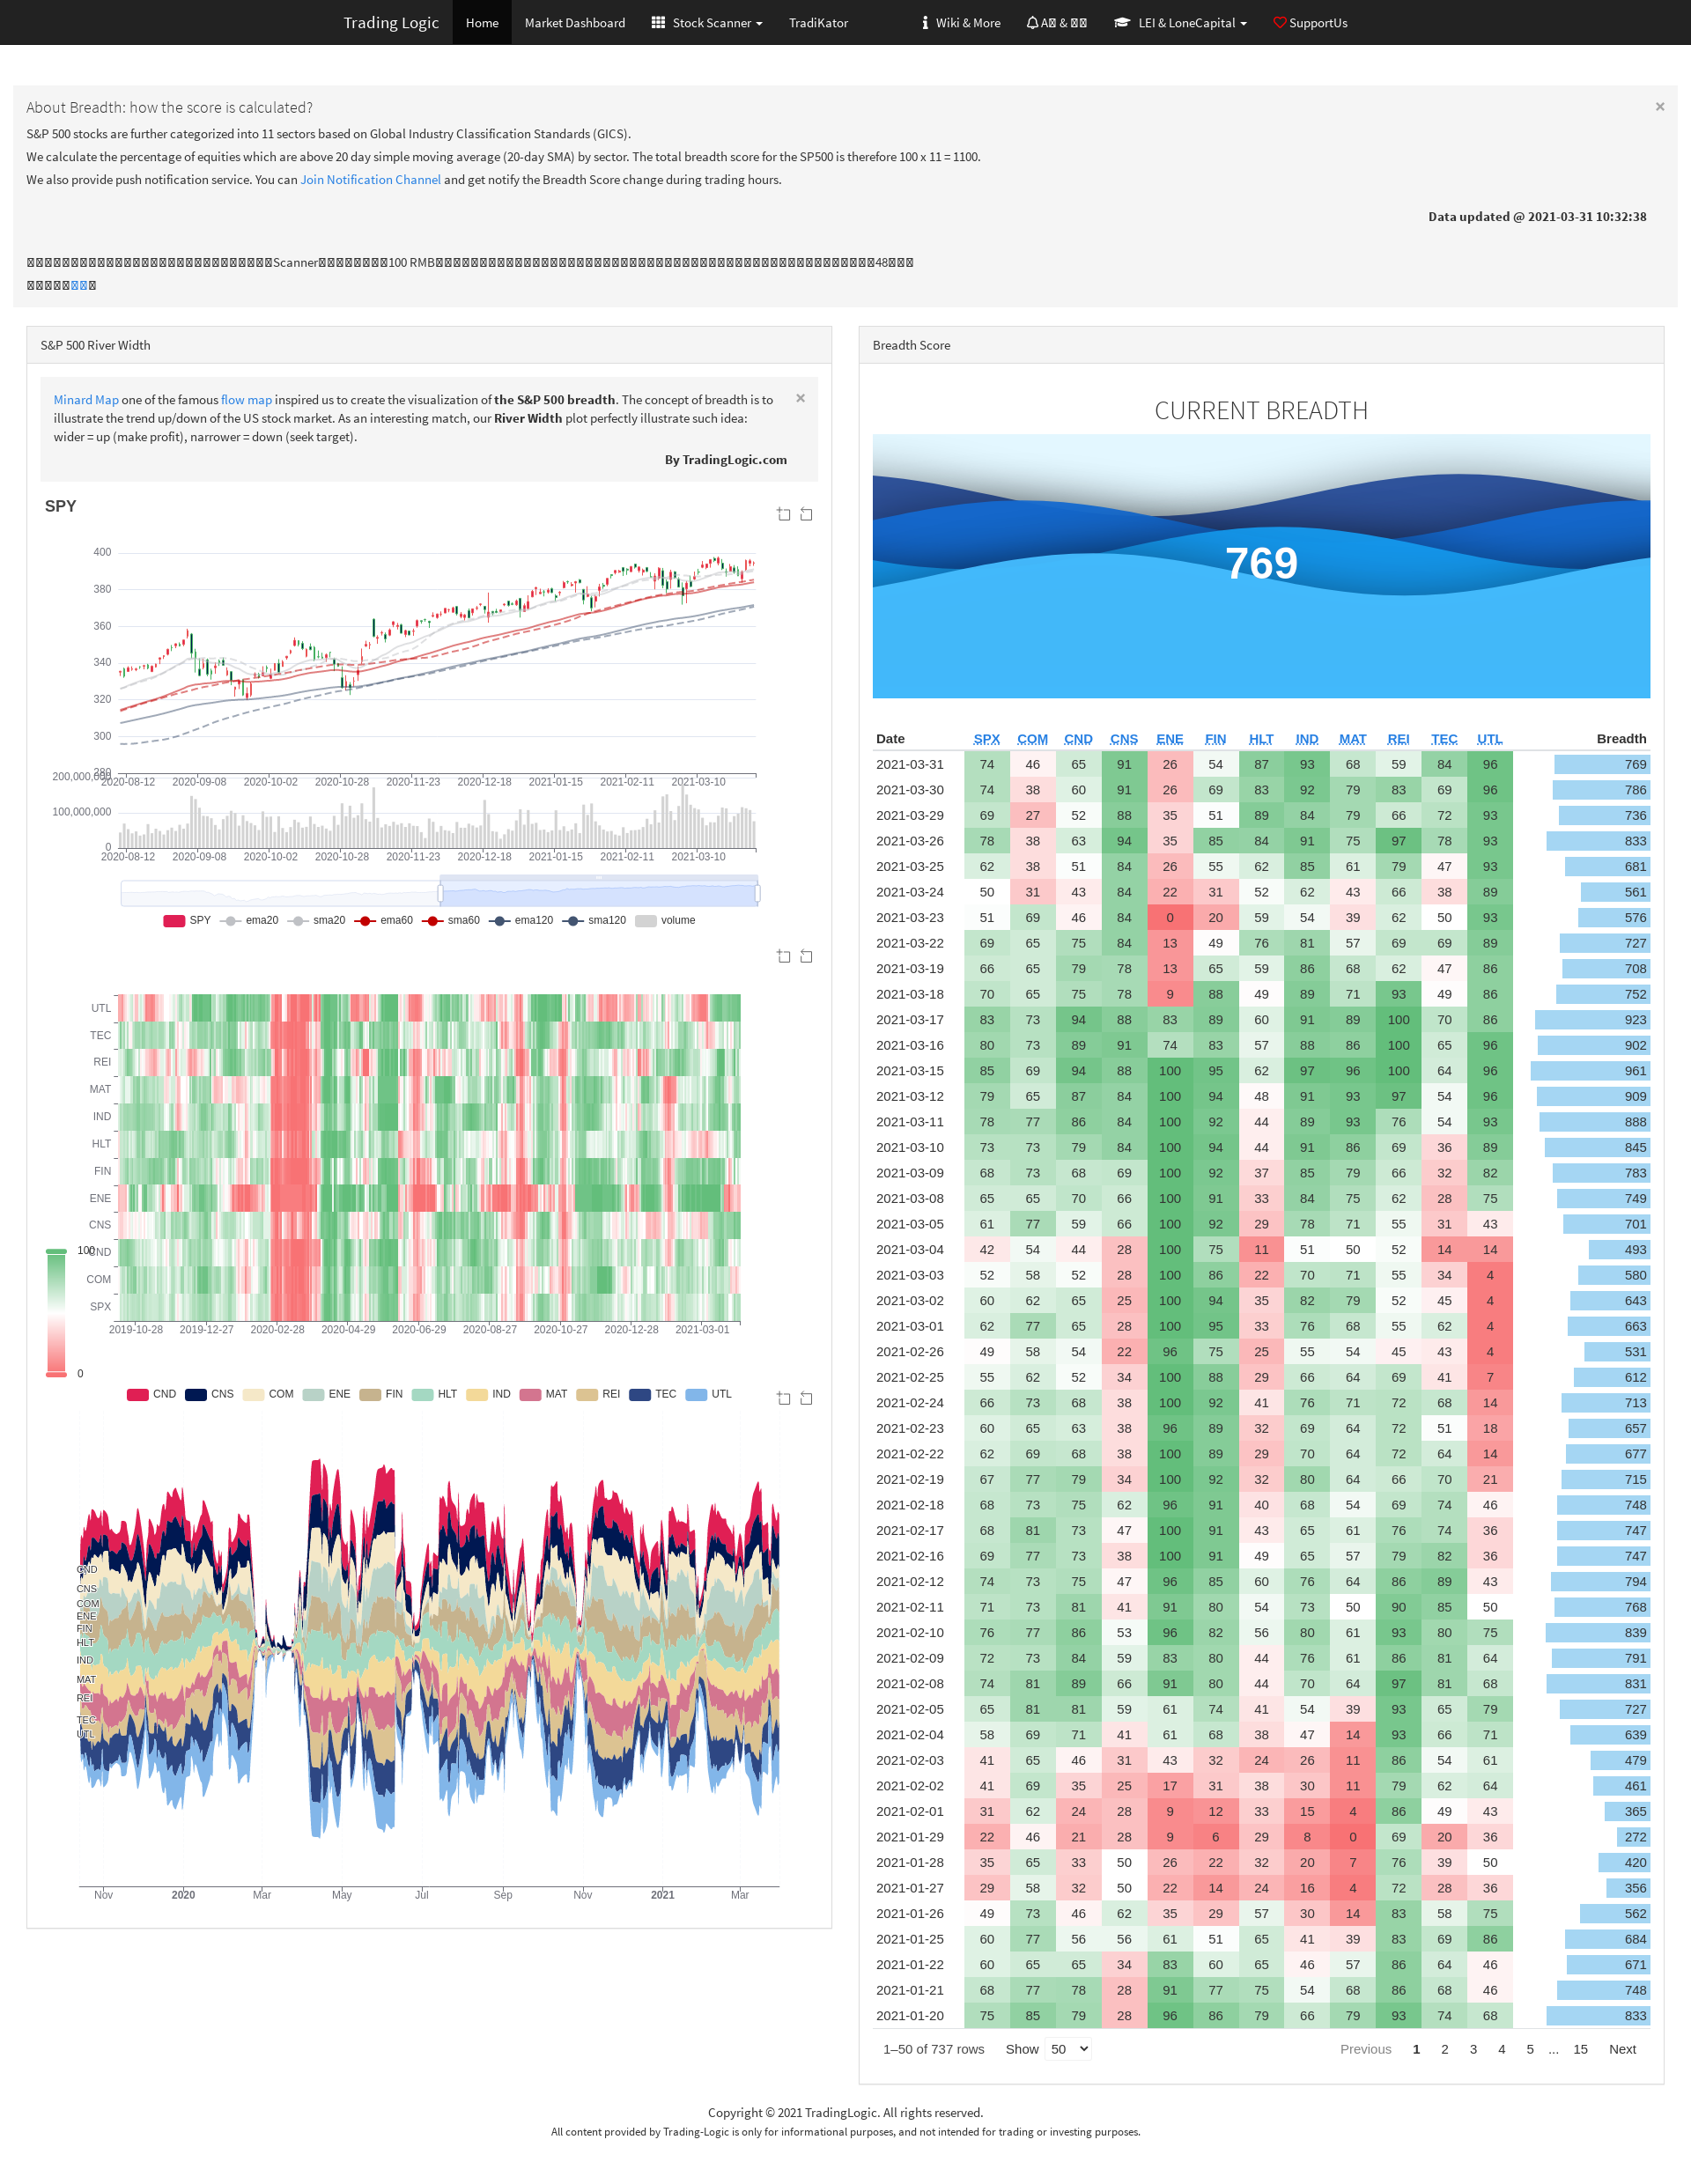 Trading Logic Home Market Dashboard Stock Scanner TradiKator Wiki & More A & LEI & LoneCapital SupportUs
About Breadth: how the score is calculated? ×
S&P 500 stocks are further categorized into 11 sectors based on Global Industry Classification Standards (GICS).
We calculate the percentage of equities which are above 20 day simple moving average (20-day SMA) by sector. The total breadth score for the SP500 is therefore 100 x 11 = 1100.
We also provide push notification service. You can Join Notification Channel and get notify the Breadth Score change during trading hours.
Data updated @ 2021-03-31 10:32:38
Scanner 100 RMB 48
S&P 500 River Width
Minard Map one of the famous flow map inspired us to create the visualization of the S&P 500 breadth. The concept of breadth is to ×
illustrate the trend up/down of the US stock market. As an interesting match, our River Width plot perfectly illustrate such idea:
wider = up (make profit), narrower = down (seek target).
By TradingLogic.com
SPY
400
380
360
340
320
300
280
2020-08-12 2020-09-08 2020-10-02 2020-10-28 2020-11-23 2020-12-18 2021-01-15 2021-02-11 2021-03-10
200,000,000
100,000,000
0
2020-08-12 2020-09-08 2020-10-02 2020-10-28 2020-11-23 2020-12-18 2021-01-15 2021-02-11 2021-03-10
SPY ema20 sma20 ema60 sma60 ema120 sma120 volume
UTL
TEC
REI
MAT
IND
HLT
FIN
ENE
CNS
CND
COM
SPX
100
0
2019-10-28 2019-12-27 2020-02-28 2020-04-29 2020-06-29 2020-08-27 2020-10-27 2020-12-28 2021-03-01
CND CNS COM ENE FIN HLT IND MAT REI TEC UTL
CND
CNS
COM
ENE
FIN
HLT
IND
MAT
REI
TEC
UTL
Nov 2020 Mar May Jul Sep Nov 2021 Mar
Breadth Score
CURRENT BREADTH
769
Date SPX COM CND CNS ENE FIN HLT IND MAT REI TEC UTL Breadth
2021-03-31 74 46 65 91 26 54 87 93 68 59 84 96 769
2021-03-30 74 38 60 91 26 69 83 92 79 83 69 96 786
2021-03-29 69 27 52 88 35 51 89 84 79 66 72 93 736
2021-03-26 78 38 63 94 35 85 84 91 75 97 78 93 833
2021-03-25 62 38 51 84 26 55 62 85 61 79 47 93 681
2021-03-24 50 31 43 84 22 31 52 62 43 66 38 89 561
2021-03-23 51 69 46 84 0 20 59 54 39 62 50 93 576
2021-03-22 69 65 75 84 13 49 76 81 57 69 69 89 727
2021-03-19 66 65 79 78 13 65 59 86 68 62 47 86 708
2021-03-18 70 65 75 78 9 88 49 89 71 93 49 86 752
2021-03-17 83 73 94 88 83 89 60 91 89 100 70 86 923
2021-03-16 80 73 89 91 74 83 57 88 86 100 65 96 902
2021-03-15 85 69 94 88 100 95 62 97 96 100 64 96 961
2021-03-12 79 65 87 84 100 94 48 91 93 97 54 96 909
2021-03-11 78 77 86 84 100 92 44 89 93 76 54 93 888
2021-03-10 73 73 79 84 100 94 44 91 86 69 36 89 845
2021-03-09 68 73 68 69 100 92 37 85 79 66 32 82 783
2021-03-08 65 65 70 66 100 91 33 84 75 62 28 75 749
2021-03-05 61 77 59 66 100 92 29 78 71 55 31 43 701
2021-03-04 42 54 44 28 100 75 11 51 50 52 14 14 493
2021-03-03 52 58 52 28 100 86 22 70 71 55 34 4 580
2021-03-02 60 62 65 25 100 94 35 82 79 52 45 4 643
2021-03-01 62 77 65 28 100 95 33 76 68 55 62 4 663
2021-02-26 49 58 54 22 96 75 25 55 54 45 43 4 531
2021-02-25 55 62 52 34 100 88 29 66 64 69 41 7 612
2021-02-24 66 73 68 38 100 92 41 76 71 72 68 14 713
2021-02-23 60 65 63 38 96 89 32 69 64 72 51 18 657
2021-02-22 62 69 68 38 100 89 29 70 64 72 64 14 677
2021-02-19 67 77 79 34 100 92 32 80 64 66 70 21 715
2021-02-18 68 73 75 62 96 91 40 68 54 69 74 46 748
2021-02-17 68 81 73 47 100 91 43 65 61 76 74 36 747
2021-02-16 69 77 73 38 100 91 49 65 57 79 82 36 747
2021-02-12 74 73 75 47 96 85 60 76 64 86 89 43 794
2021-02-11 71 73 81 41 91 80 54 73 50 90 85 50 768
2021-02-10 76 77 86 53 96 82 56 80 61 93 80 75 839
2021-02-09 72 73 84 59 83 80 44 76 61 86 81 64 791
2021-02-08 74 81 89 66 91 80 44 70 64 97 81 68 831
2021-02-05 65 81 81 59 61 74 41 54 39 93 65 79 727
2021-02-04 58 69 71 41 61 68 38 47 14 93 66 71 639
2021-02-03 41 65 46 31 43 32 24 26 11 86 54 61 479
2021-02-02 41 69 35 25 17 31 38 30 11 79 62 64 461
2021-02-01 31 62 24 28 9 12 33 15 4 86 49 43 365
2021-01-29 22 46 21 28 9 6 29 8 0 69 20 36 272
2021-01-28 35 65 33 50 26 22 32 20 7 76 39 50 420
2021-01-27 29 58 32 50 22 14 24 16 4 72 28 36 356
2021-01-26 49 73 46 62 35 29 57 30 14 83 58 75 562
2021-01-25 60 77 56 56 61 51 65 41 39 83 69 86 684
2021-01-22 60 65 65 34 83 60 65 46 57 86 64 46 671
2021-01-21 68 77 78 28 91 77 75 54 68 86 68 46 748
2021-01-20 75 85 79 28 96 86 79 66 79 93 74 68 833
1–50 of 737 rows Show 50 Previous 1 2 3 4 5 ... 15 Next
Copyright © 2021 TradingLogic. All rights reserved.
All content provided by Trading-Logic is only for informational purposes, and not intended for trading or investing purposes.